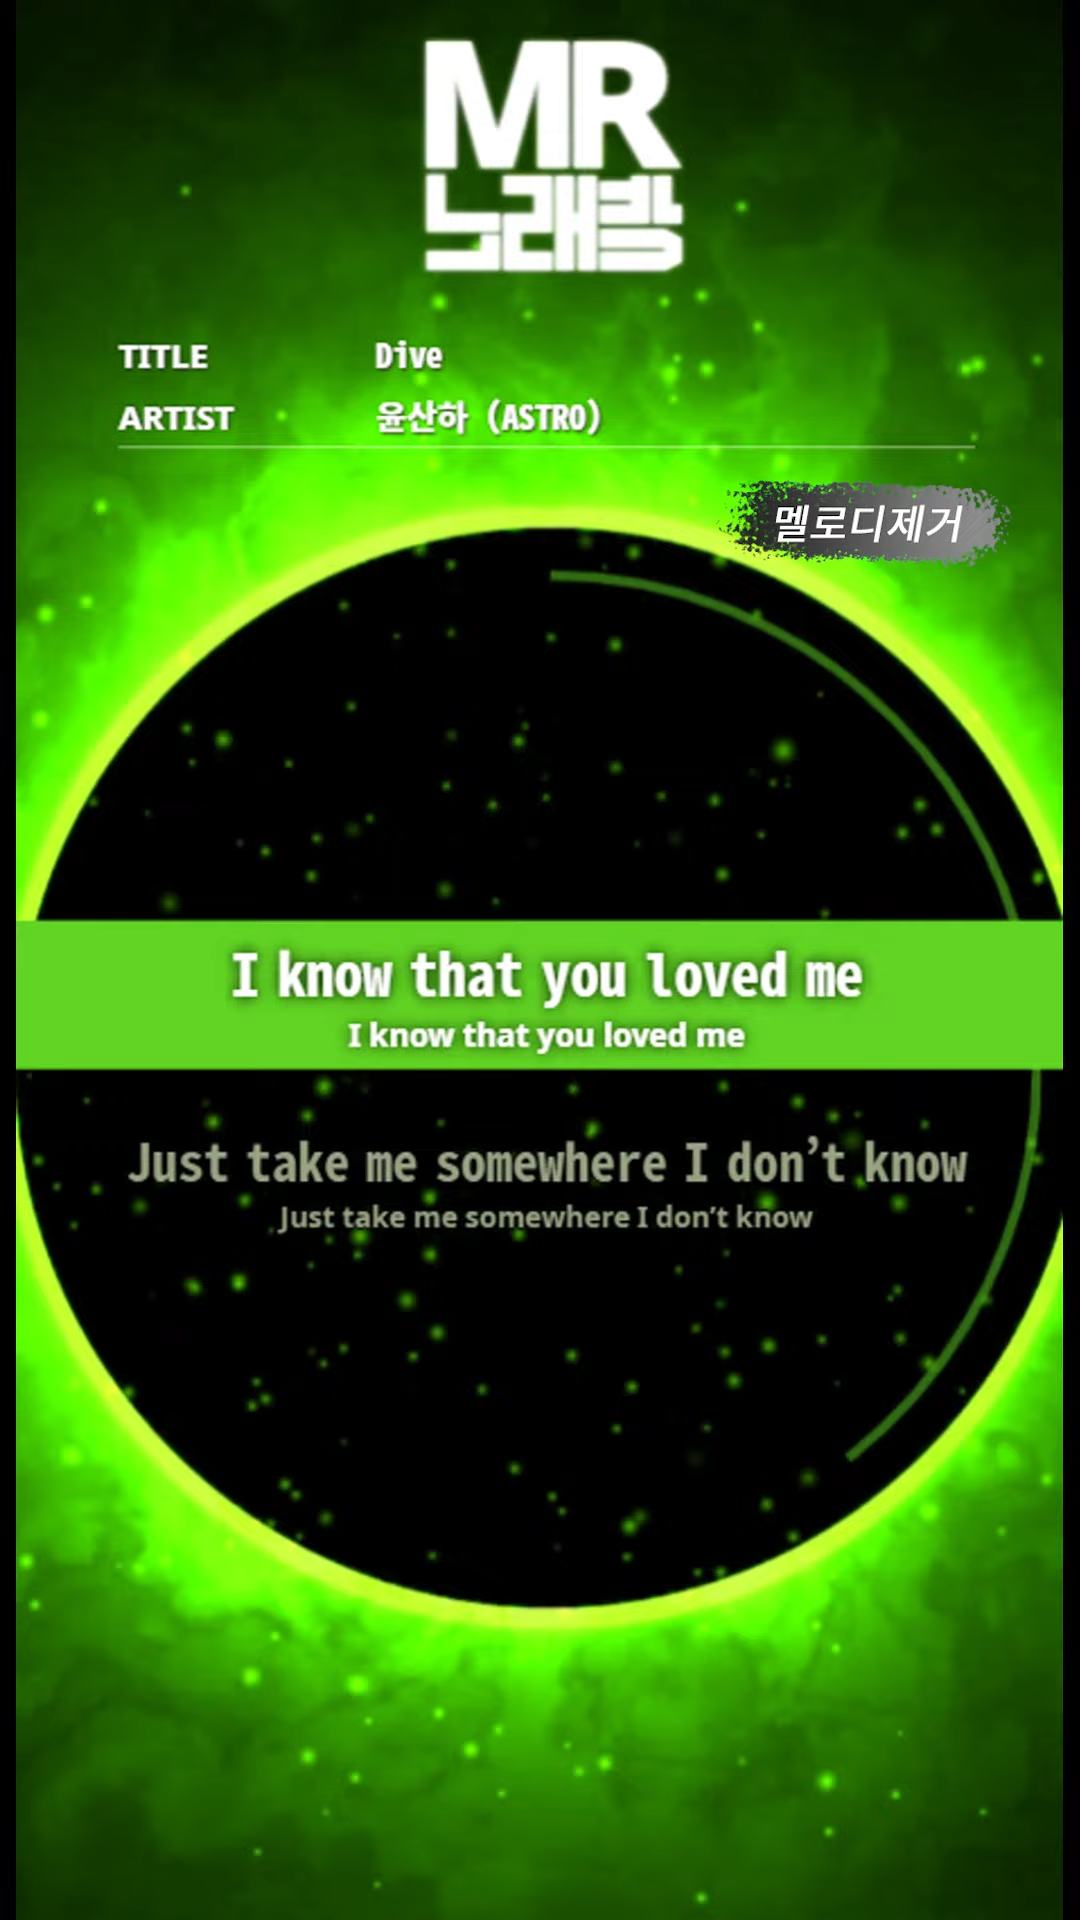 MR
노래방
TITLE Dive
ARTIST 윤산하 (ASTRO)
멜로디제거
I know that you loved me
I know that you loved me
Just take me somewhere I don't know
Just take me somewhere I don't know